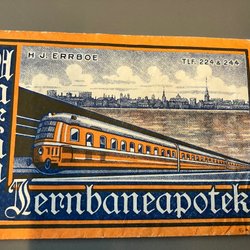 H J. ERRBOE
TLF. 224 & 244
Jernbaneapotek